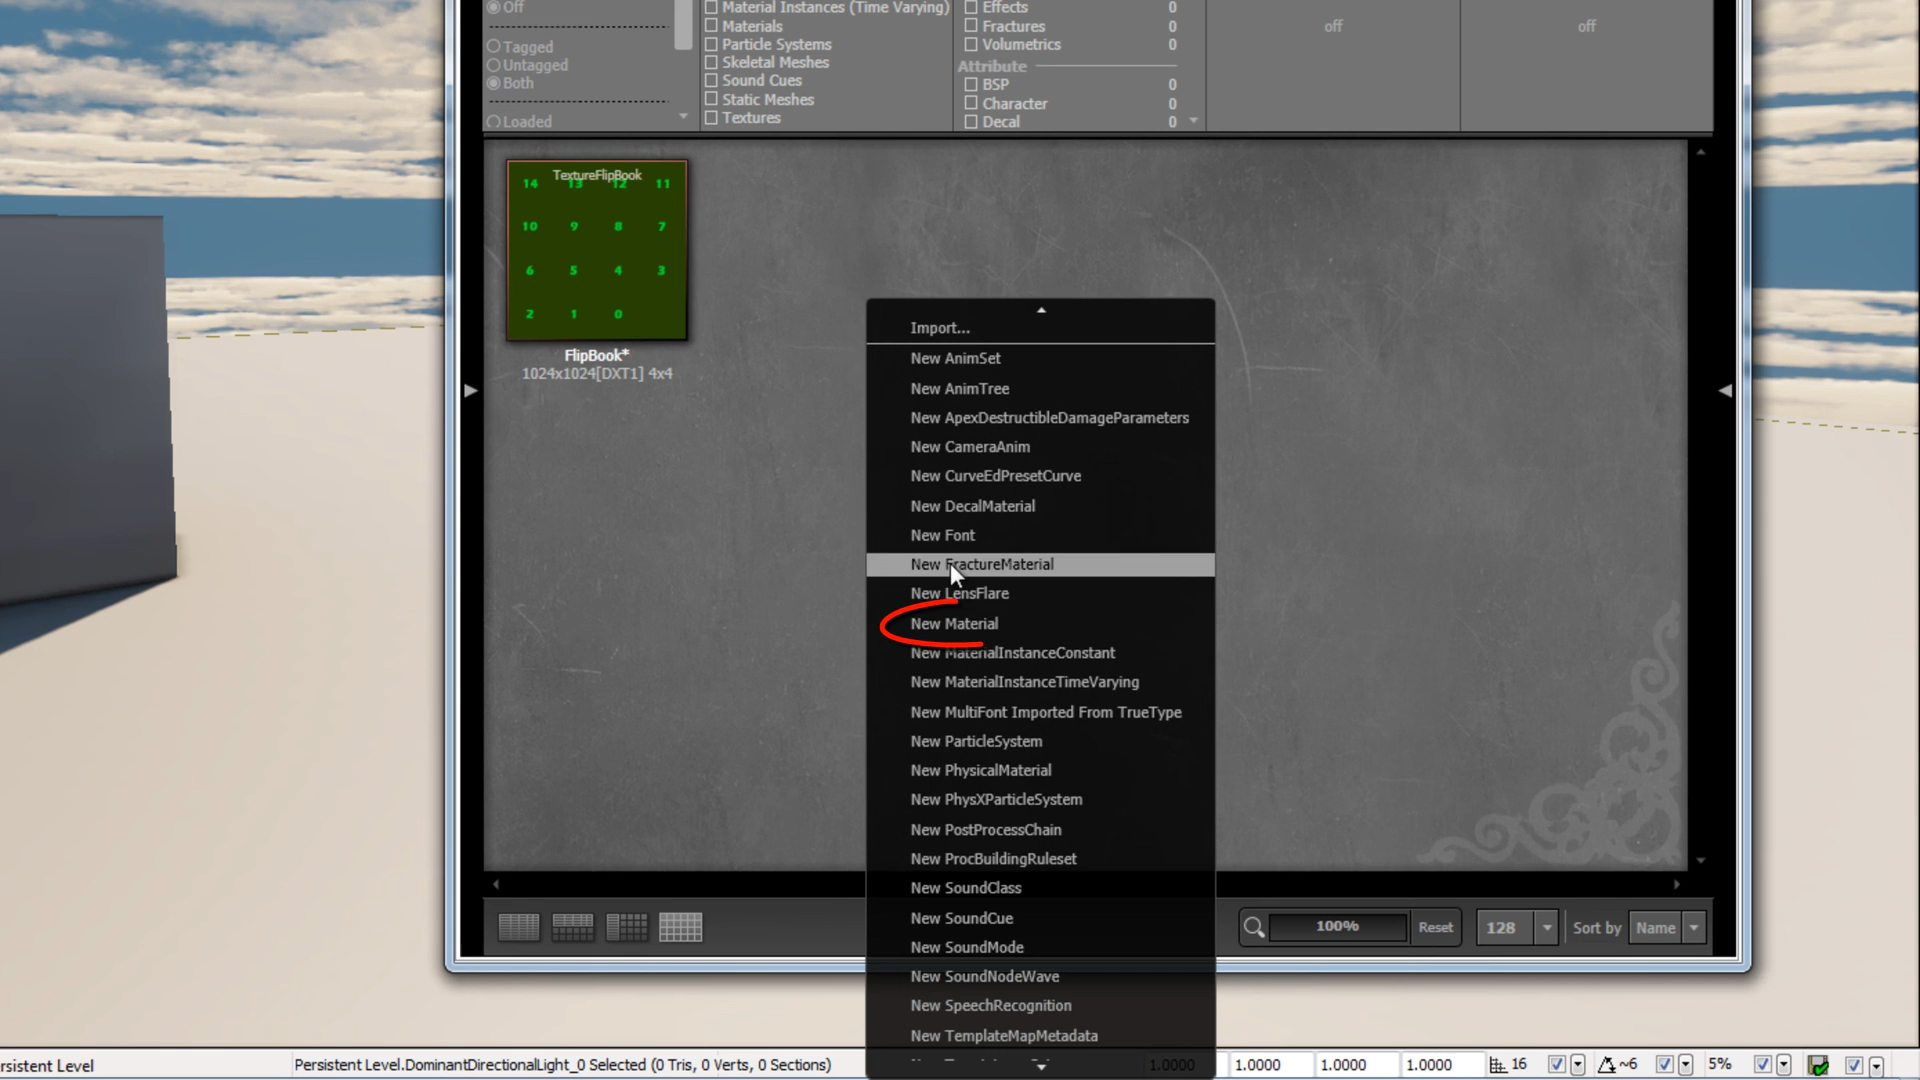 Off
Tagged
Untagged
Both
Loaded
Material Instances (Time Varying)
Materials
Particle Systems
Skeletal Meshes
Sound Cues
Static Meshes
Textures
Effects 0
Fractures 0
Volumetrics 0
Attribute
BSP 0
Character 0
Decal 0
off
off
TextureFlipBook
14 13 12 11
10 9 8 7
6 5 4 3
2 1 0
FlipBook*
1024x1024[DXT1] 4x4
Import...
New AnimSet
New AnimTree
New ApexDestructibleDamageParameters
New CameraAnim
New CurveEdPresetCurve
New DecalMaterial
New Font
New FractureMaterial
New LensFlare
New Material
New MaterialInstanceConstant
New MaterialInstanceTimeVarying
New MultiFont Imported From TrueType
New ParticleSystem
New PhysicalMaterial
New PhysXParticleSystem
New PostProcessChain
New ProcBuildingRuleset
New SoundClass
New SoundCue
New SoundMode
New SoundNodeWave
New SpeechRecognition
New TemplateMapMetadata
100% Reset 128 Sort by Name
rsistent Level
Persistent Level.DominantDirectionalLight_0 Selected (0 Tris, 0 Verts, 0 Sections)
1.0000 1.0000 1.0000 1.0000 16 ~6 5%